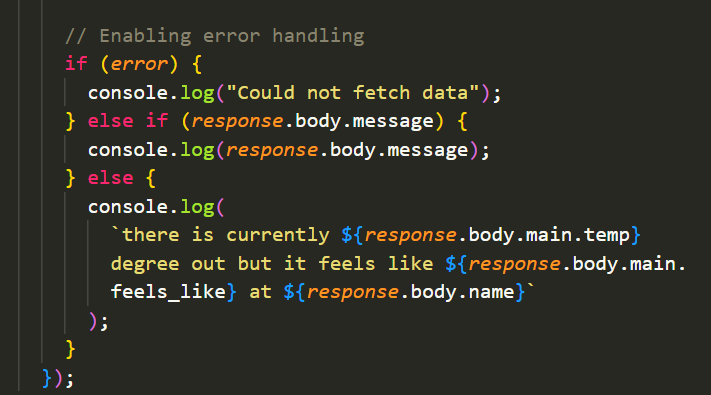 // Enabling error handling
if (error) {
console.log("Could not fetch data");
} else if (response.body.message) {
console.log(response.body.message);
} else {
console.log(
`there is currently ${response.body.main.temp}
degree out but it feels like ${response.body.main.
feels_like} at ${response.body.name}`
);
}
});